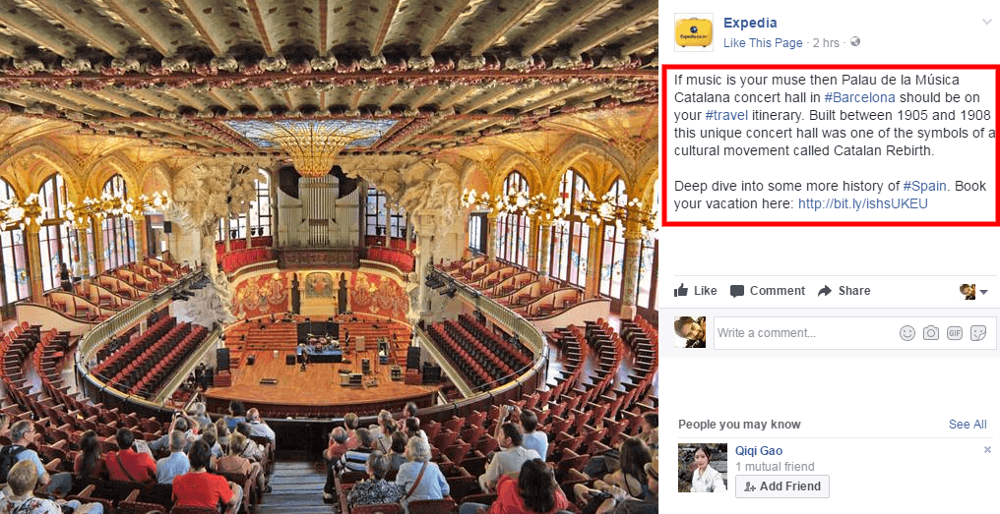 Expedia
Like This Page · 2 hrs ·
If music is your muse then Palau de la Música
Catalana concert hall in #Barcelona should be on
your #travel itinerary. Built between 1905 and 1908
this unique concert hall was one of the symbols of a
cultural movement called Catalan Rebirth.
Deep dive into some more history of #Spain. Book
your vacation here: http://bit.ly/ishsUKEU
Like Comment Share
Write a comment...
GIF
People you may know
See All
Qiqi Gao
1 mutual friend
Add Friend